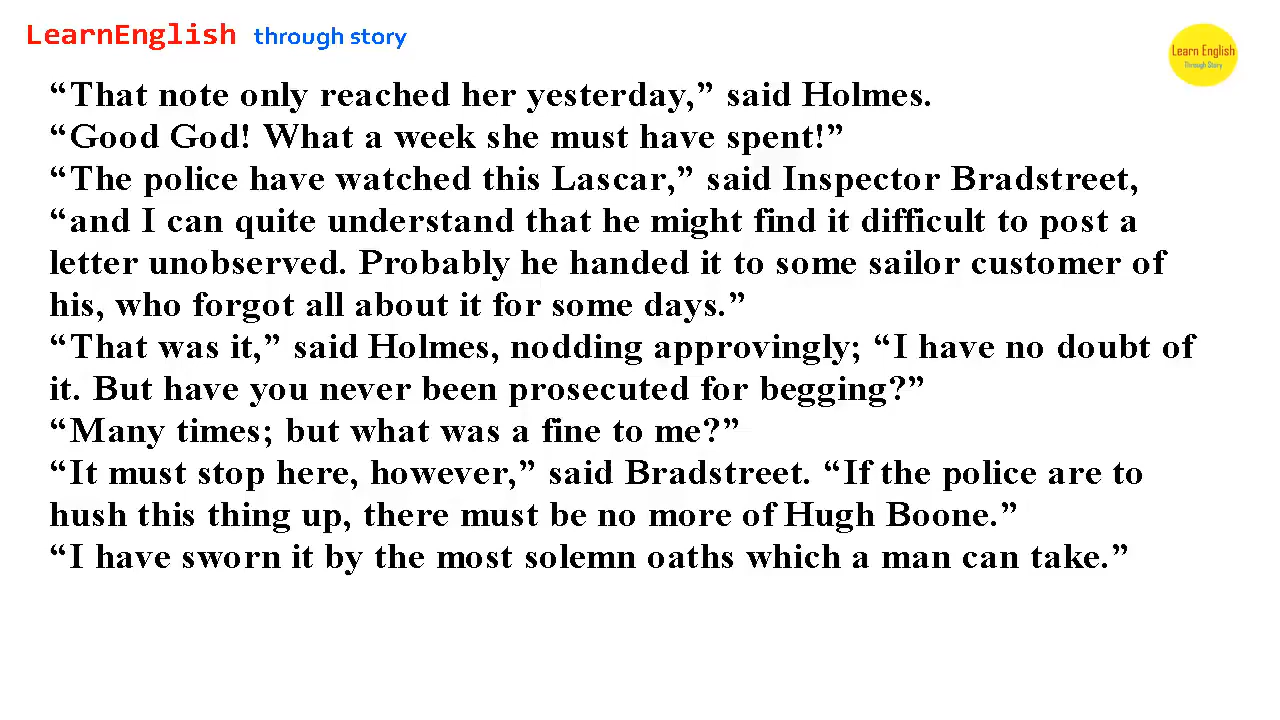 LearnEnglish through story
Learn English
Through Story
“That note only reached her yesterday,” said Holmes.
“Good God! What a week she must have spent!”
“The police have watched this Lascar,” said Inspector Bradstreet,
“and I can quite understand that he might find it difficult to post a
letter unobserved. Probably he handed it to some sailor customer of
his, who forgot all about it for some days.”
“That was it,” said Holmes, nodding approvingly; “I have no doubt of
it. But have you never been prosecuted for begging?”
“Many times; but what was a fine to me?”
“It must stop here, however,” said Bradstreet. “If the police are to
hush this thing up, there must be no more of Hugh Boone.”
“I have sworn it by the most solemn oaths which a man can take.”